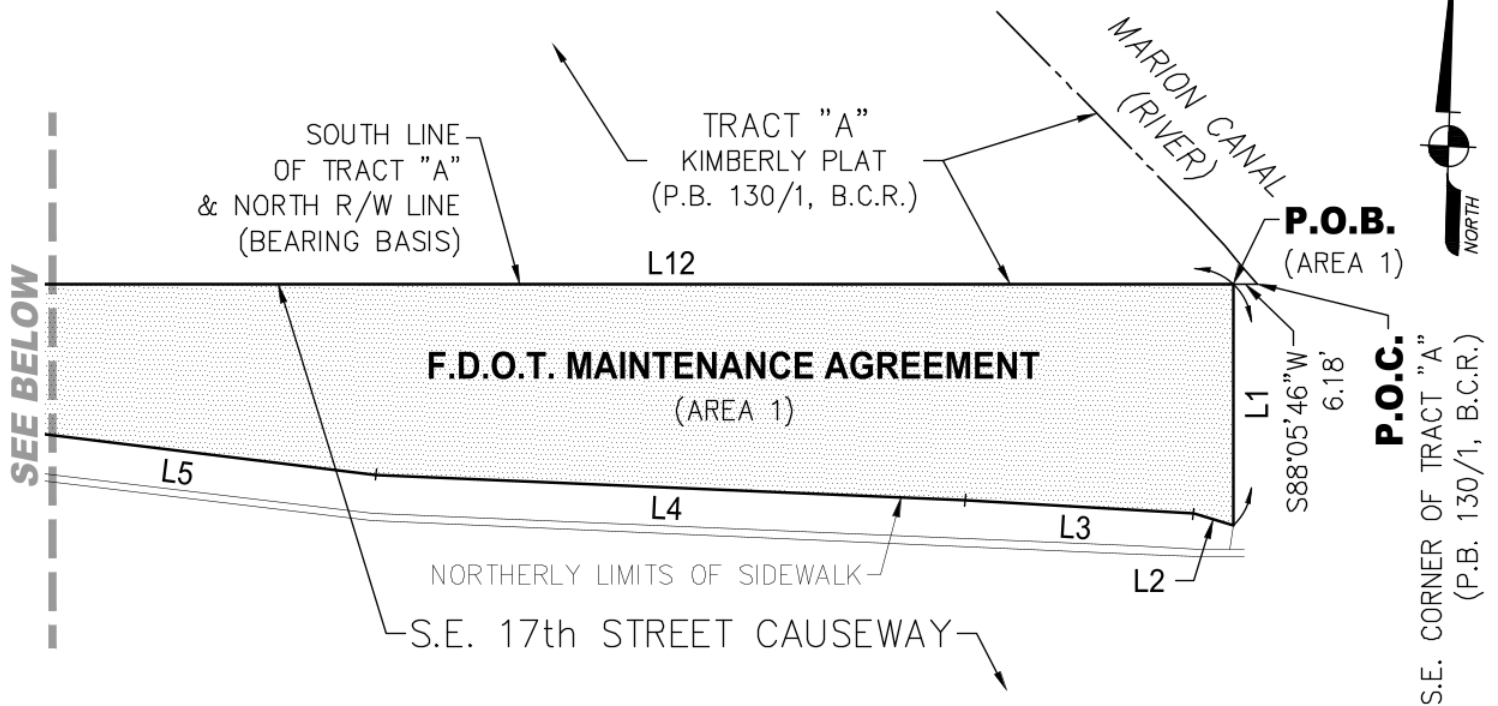 MARION CANAL
(RIVER)
SOUTH LINE
OF TRACT "A"
& NORTH R/W LINE
(BEARING BASIS)
TRACT "A"
KIMBERLY PLAT
(P.B. 130/1, B.C.R.)
NORTH
P.O.B.
(AREA 1)
L12
SEE BELOW
F.D.O.T. MAINTENANCE AGREEMENT
(AREA 1)
L1
S88°05'46"W
6.18'
P.O.C.
S.E. CORNER OF TRACT "A"
(P.B. 130/1, B.C.R.)
L5
L4
L3
L2
NORTHERLY LIMITS OF SIDEWALK
S.E. 17th STREET CAUSEWAY